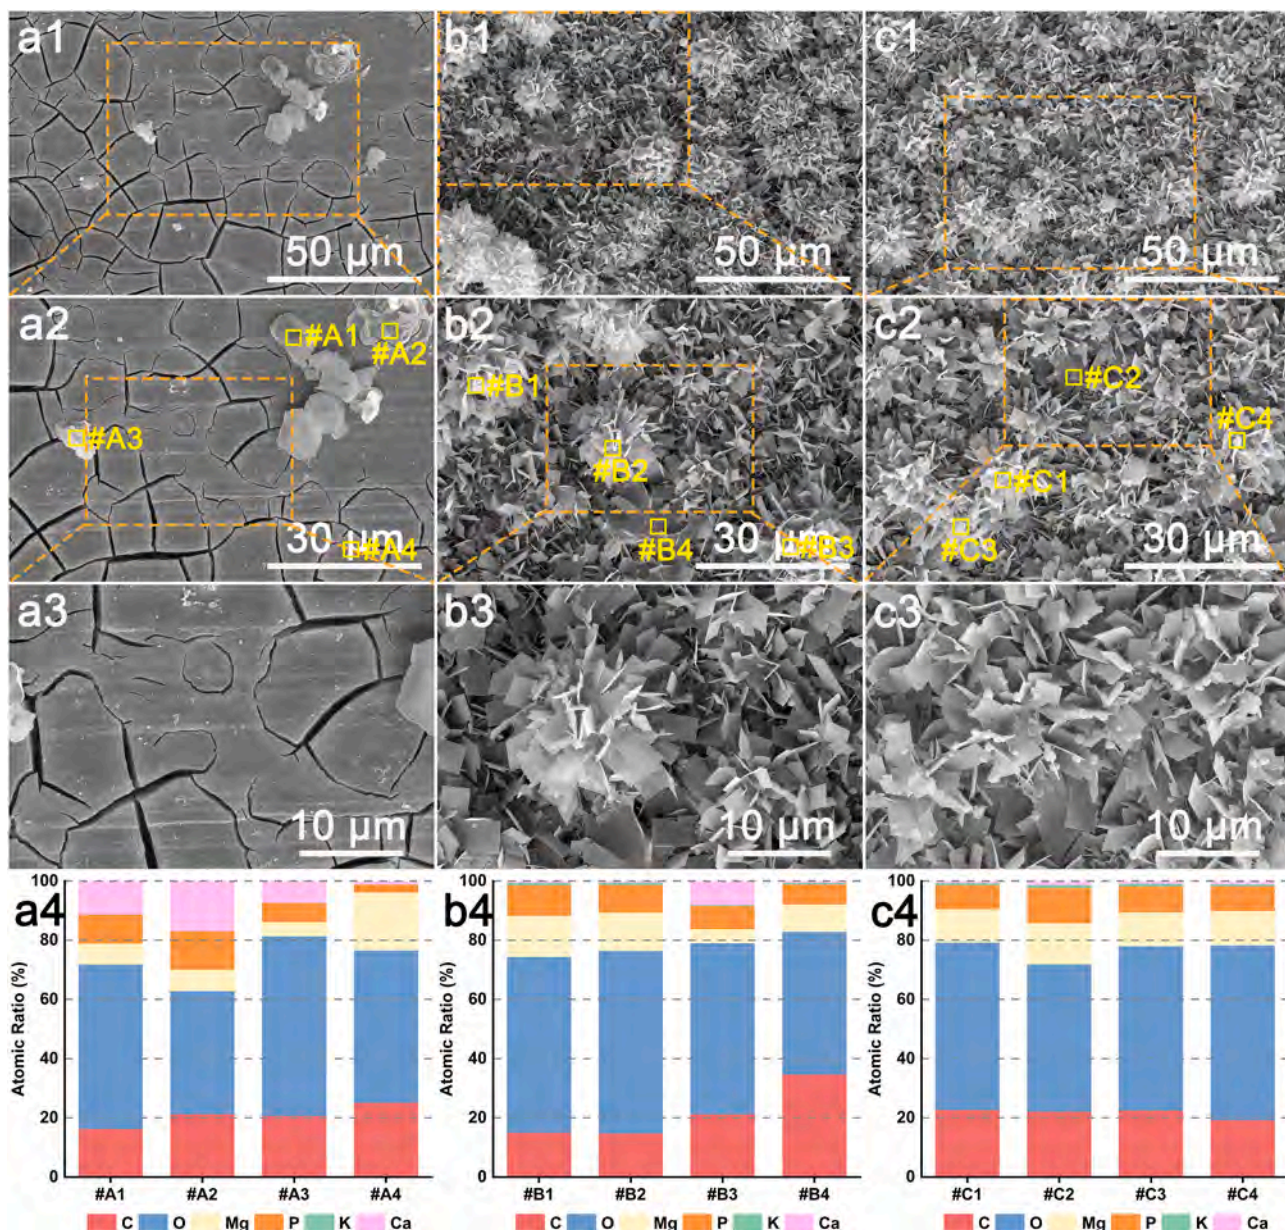 a1
b1
c1
50 µm
50 µm
50 µm
a2
b2
c2
#A1
#A2
#A3
#A4
30 µm
#B1
#B2
#B4
#B3
30 µm
#C2
#C4
#C1
#C3
30 µm
a3
b3
c3
10 µm
10 µm
10 µm
a4
Atomic Ratio (%)
100
80
60
40
20
0
#A1 #A2 #A3 #A4
C O Mg P K Ca
b4
Atomic Ratio (%)
100
80
60
40
20
0
#B1 #B2 #B3 #B4
C O Mg P K Ca
c4
Atomic Ratio (%)
100
80
60
40
20
0
#C1 #C2 #C3 #C4
C O Mg P K Ca